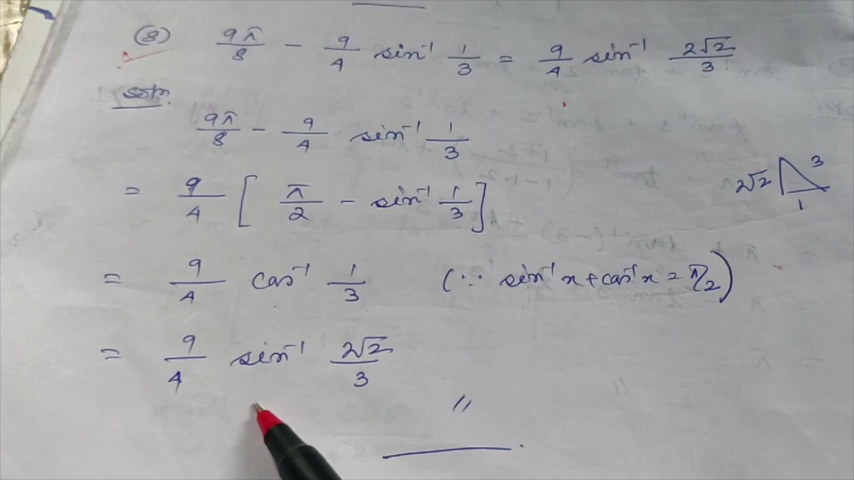 (8) 9π/8 - 9/4 sin⁻¹ 1/3 = 9/4 sin⁻¹ 2√2/3
Soln.
9π/8 - 9/4 sin⁻¹ 1/3
= 9/4 [ π/2 - sin⁻¹ 1/3 ]
2√2 3
1
= 9/4 cos⁻¹ 1/3 (∵ sin⁻¹x + cos⁻¹x = π/2)
= 9/4 sin⁻¹ 2√2/3
〃